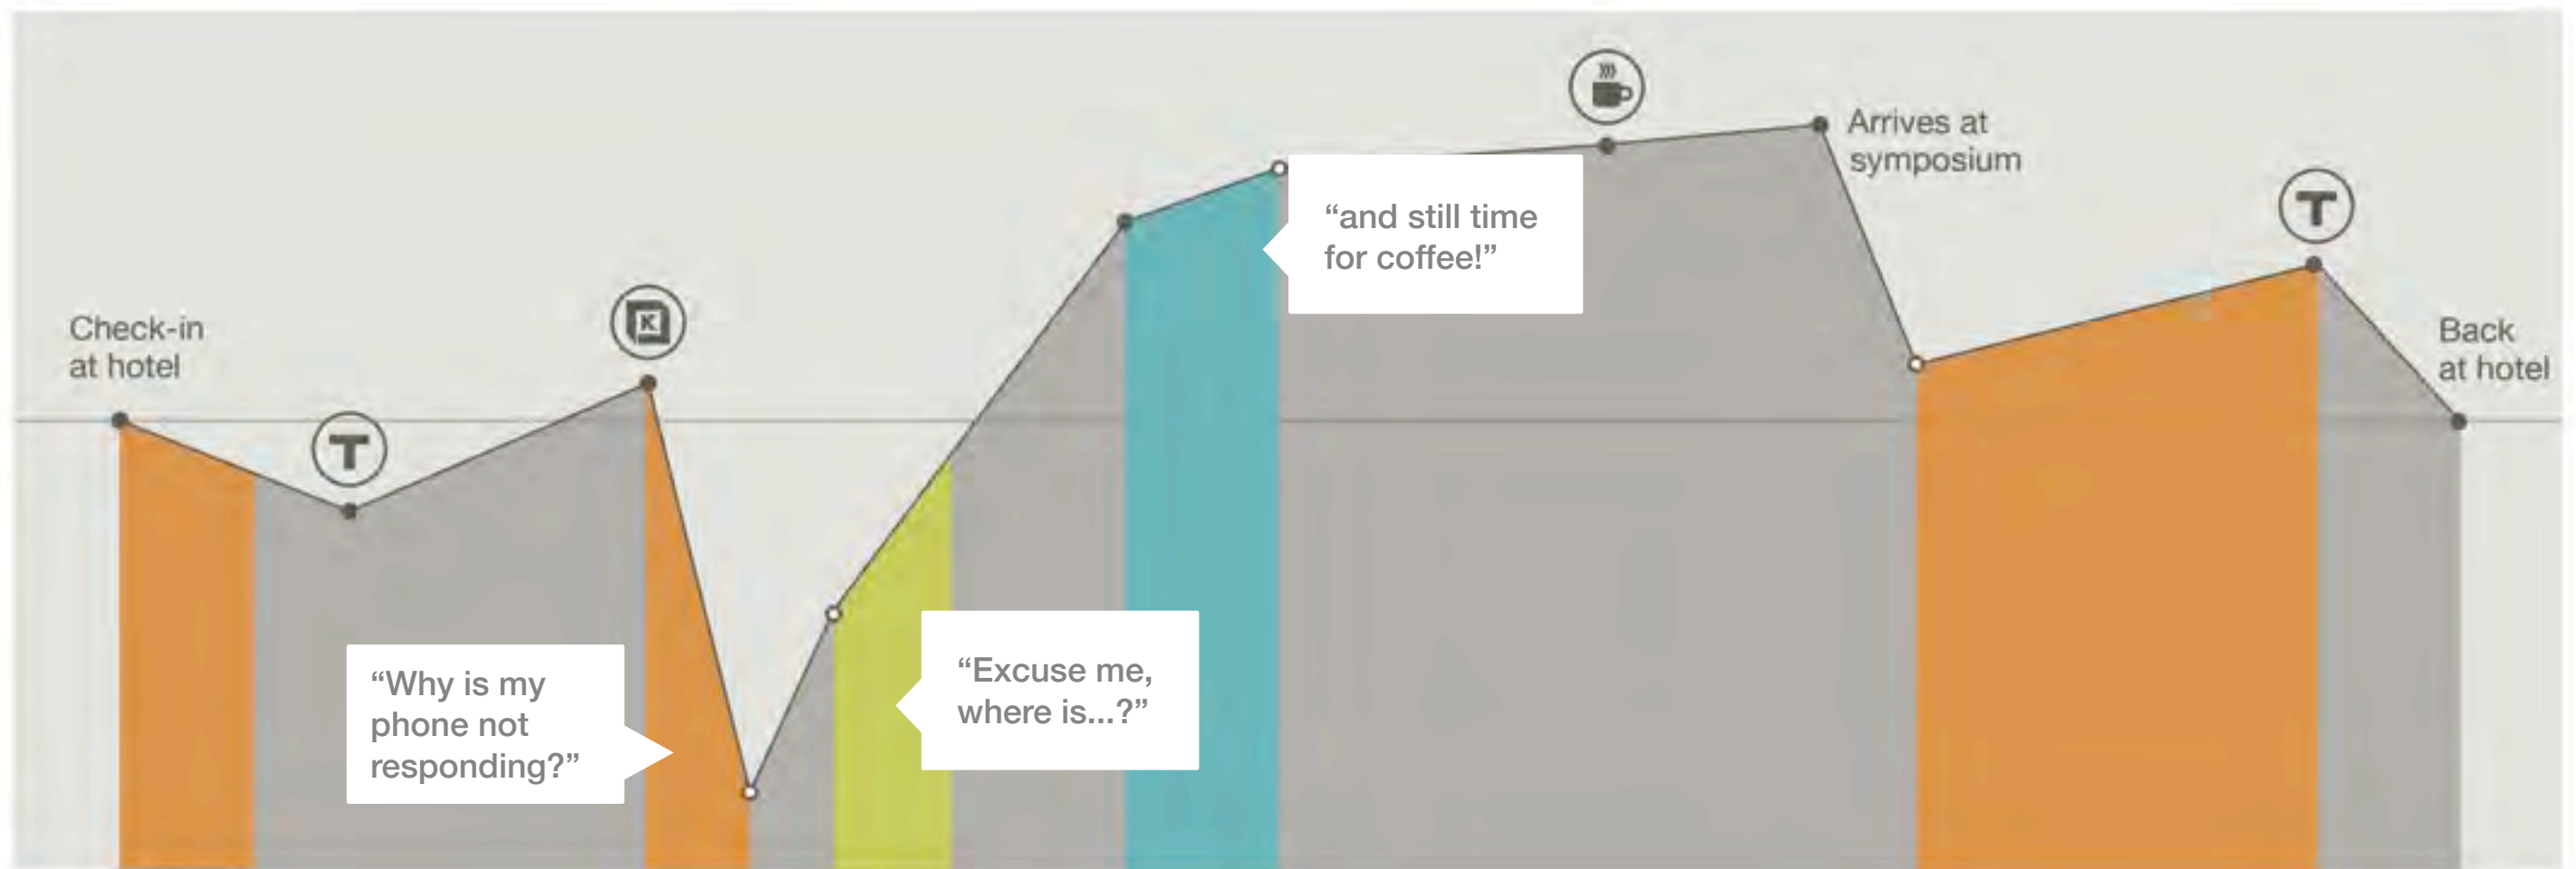 Check-in
at hotel
T
K
“Why is my
phone not
responding?”
“Excuse me,
where is...?”
“and still time
for coffee!”
Arrives at
symposium
T
Back
at hotel